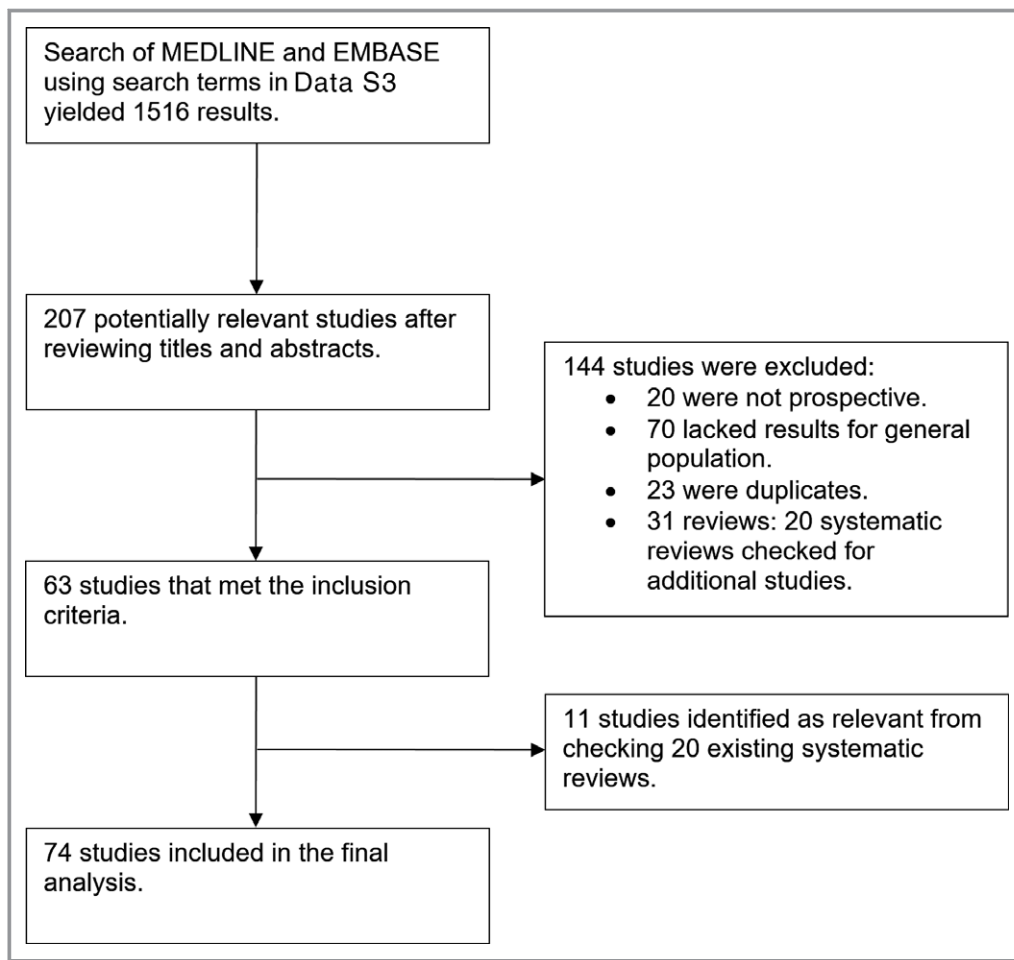 Search of MEDLINE and EMBASE
using search terms in Data S3
yielded 1516 results.
207 potentially relevant studies after
reviewing titles and abstracts.
144 studies were excluded:
• 20 were not prospective.
• 70 lacked results for general
population.
• 23 were duplicates.
• 31 reviews: 20 systematic
reviews checked for
additional studies.
63 studies that met the inclusion
criteria.
11 studies identified as relevant from
checking 20 existing systematic
reviews.
74 studies included in the final
analysis.